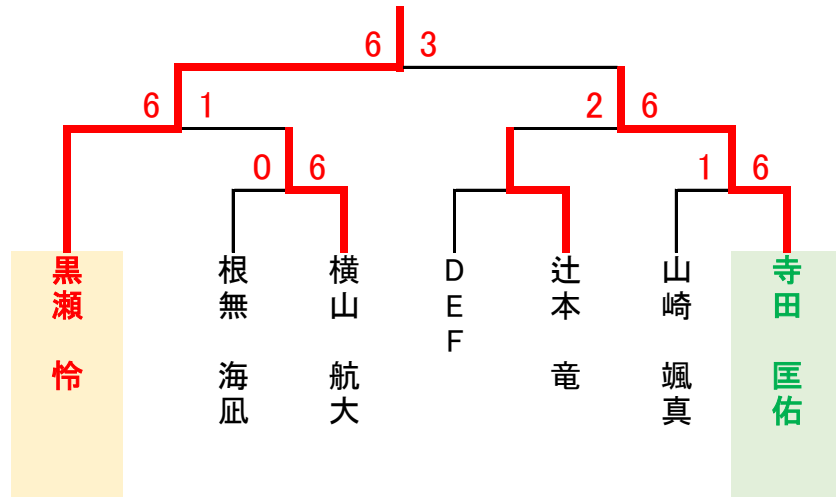 6 3
6 1
2 6
0 6
1 6
黒瀬 怜
根無 海凪
横山 航大
DEF
辻本 竜
山崎 颯真
寺田 匡佑